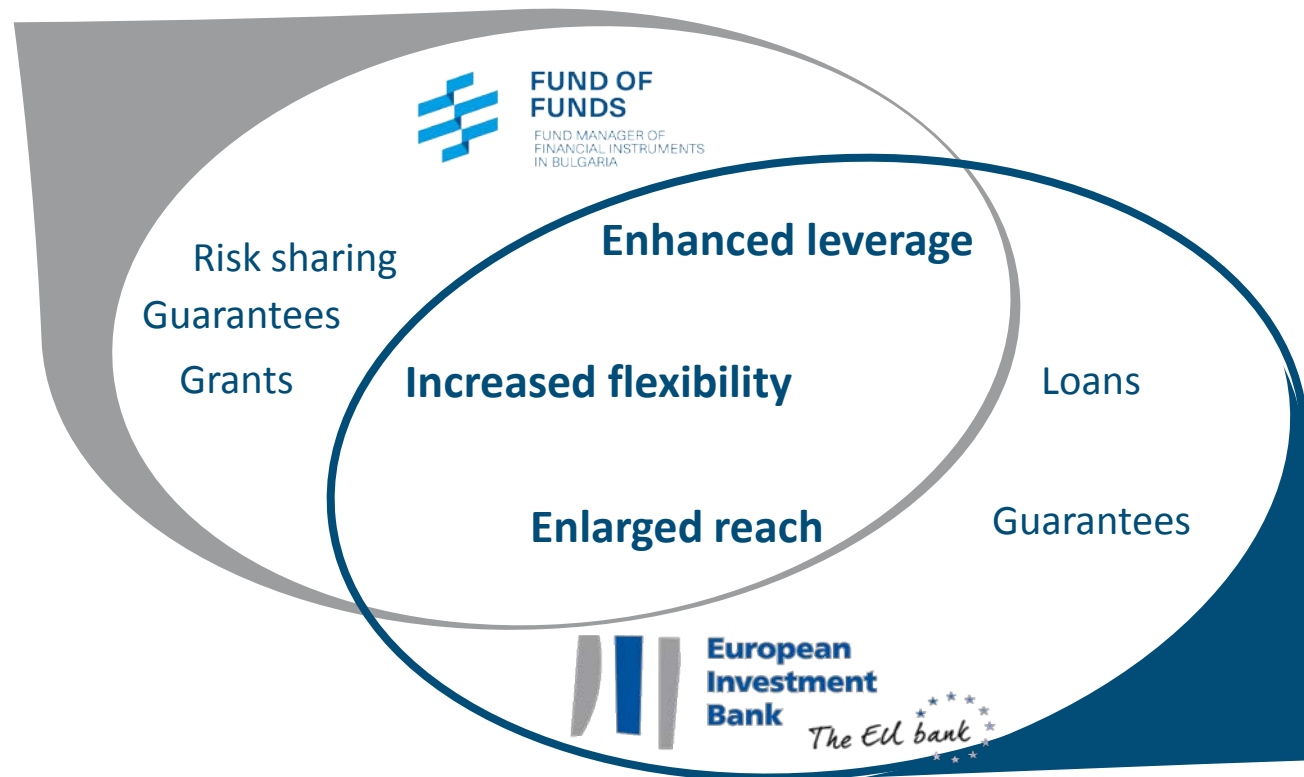 FUND OF
FUNDS
FUND MANAGER OF
FINANCIAL INSTRUMENTS
IN BULGARIA
Enhanced leverage
Risk sharing
Guarantees
Grants
Increased flexibility
Loans
Enlarged reach
Guarantees
European
Investment
Bank
The EU bank